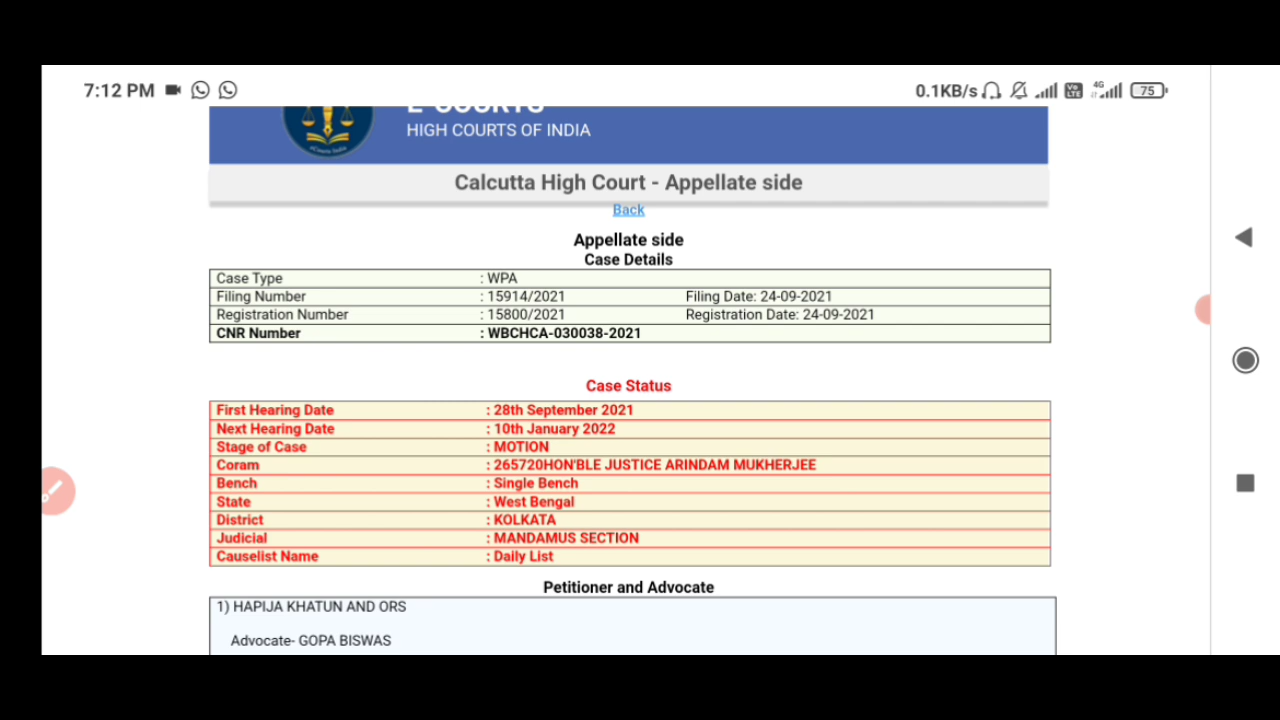 7:12 PM 0.1KB/s Vo LTE 4G 75
E-COURTS
HIGH COURTS OF INDIA
Calcutta High Court - Appellate side
Back
Appellate side
Case Details
Case Type : WPA
Filing Number : 15914/2021 Filing Date: 24-09-2021
Registration Number : 15800/2021 Registration Date: 24-09-2021
CNR Number : WBCHCA-030038-2021
Case Status
First Hearing Date : 28th September 2021
Next Hearing Date : 10th January 2022
Stage of Case : MOTION
Coram : 265720HON'BLE JUSTICE ARINDAM MUKHERJEE
Bench : Single Bench
State : West Bengal
District : KOLKATA
Judicial : MANDAMUS SECTION
Causelist Name : Daily List
Petitioner and Advocate
1) HAPIJA KHATUN AND ORS
Advocate- GOPA BISWAS